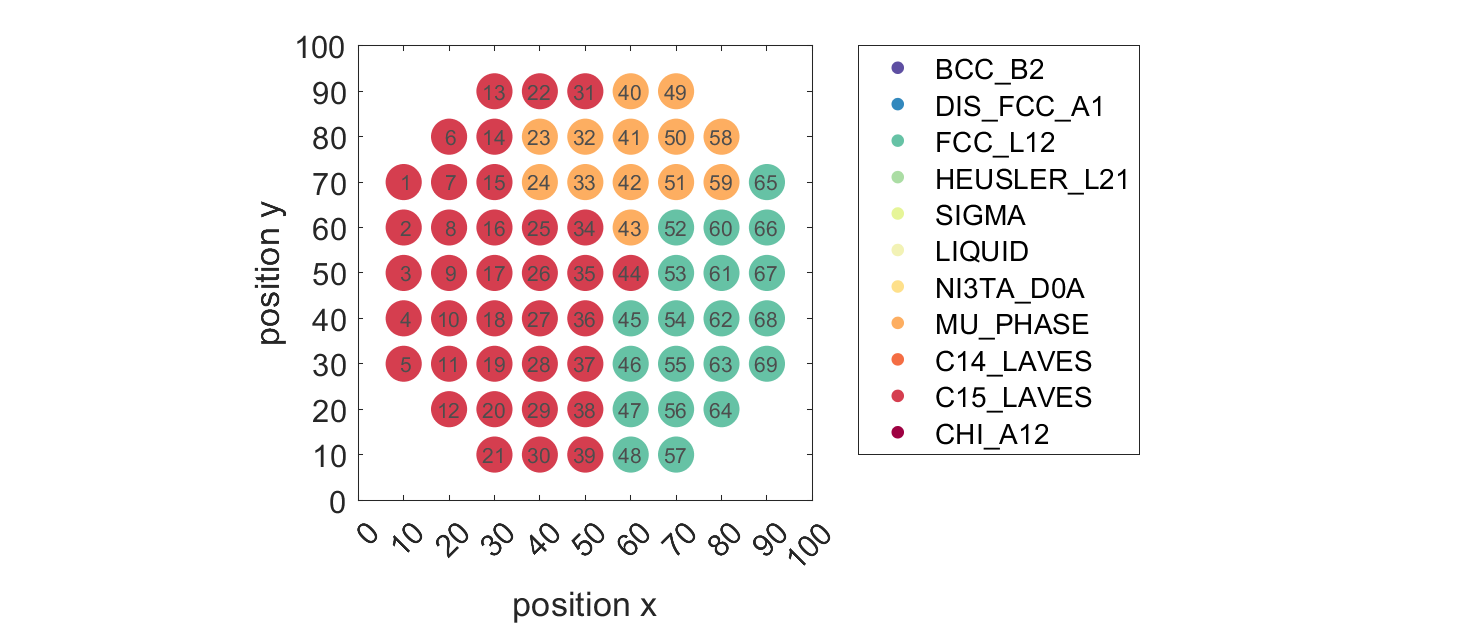 100
90 13 22 31 40 49
80 6 14 23 32 41 50 58
70 1 7 15 24 33 42 51 59 65
60 2 8 16 25 34 43 52 60 66
50 3 9 17 26 35 44 53 61 67
40 4 10 18 27 36 45 54 62 68
30 5 11 19 28 37 46 55 63 69
20 12 20 29 38 47 56 64
10 21 30 39 48 57
0
0 10 20 30 40 50 60 70 80 90 100
position x
position y
BCC_B2
DIS_FCC_A1
FCC_L12
HEUSLER_L21
SIGMA
LIQUID
NI3TA_D0A
MU_PHASE
C14_LAVES
C15_LAVES
CHI_A12